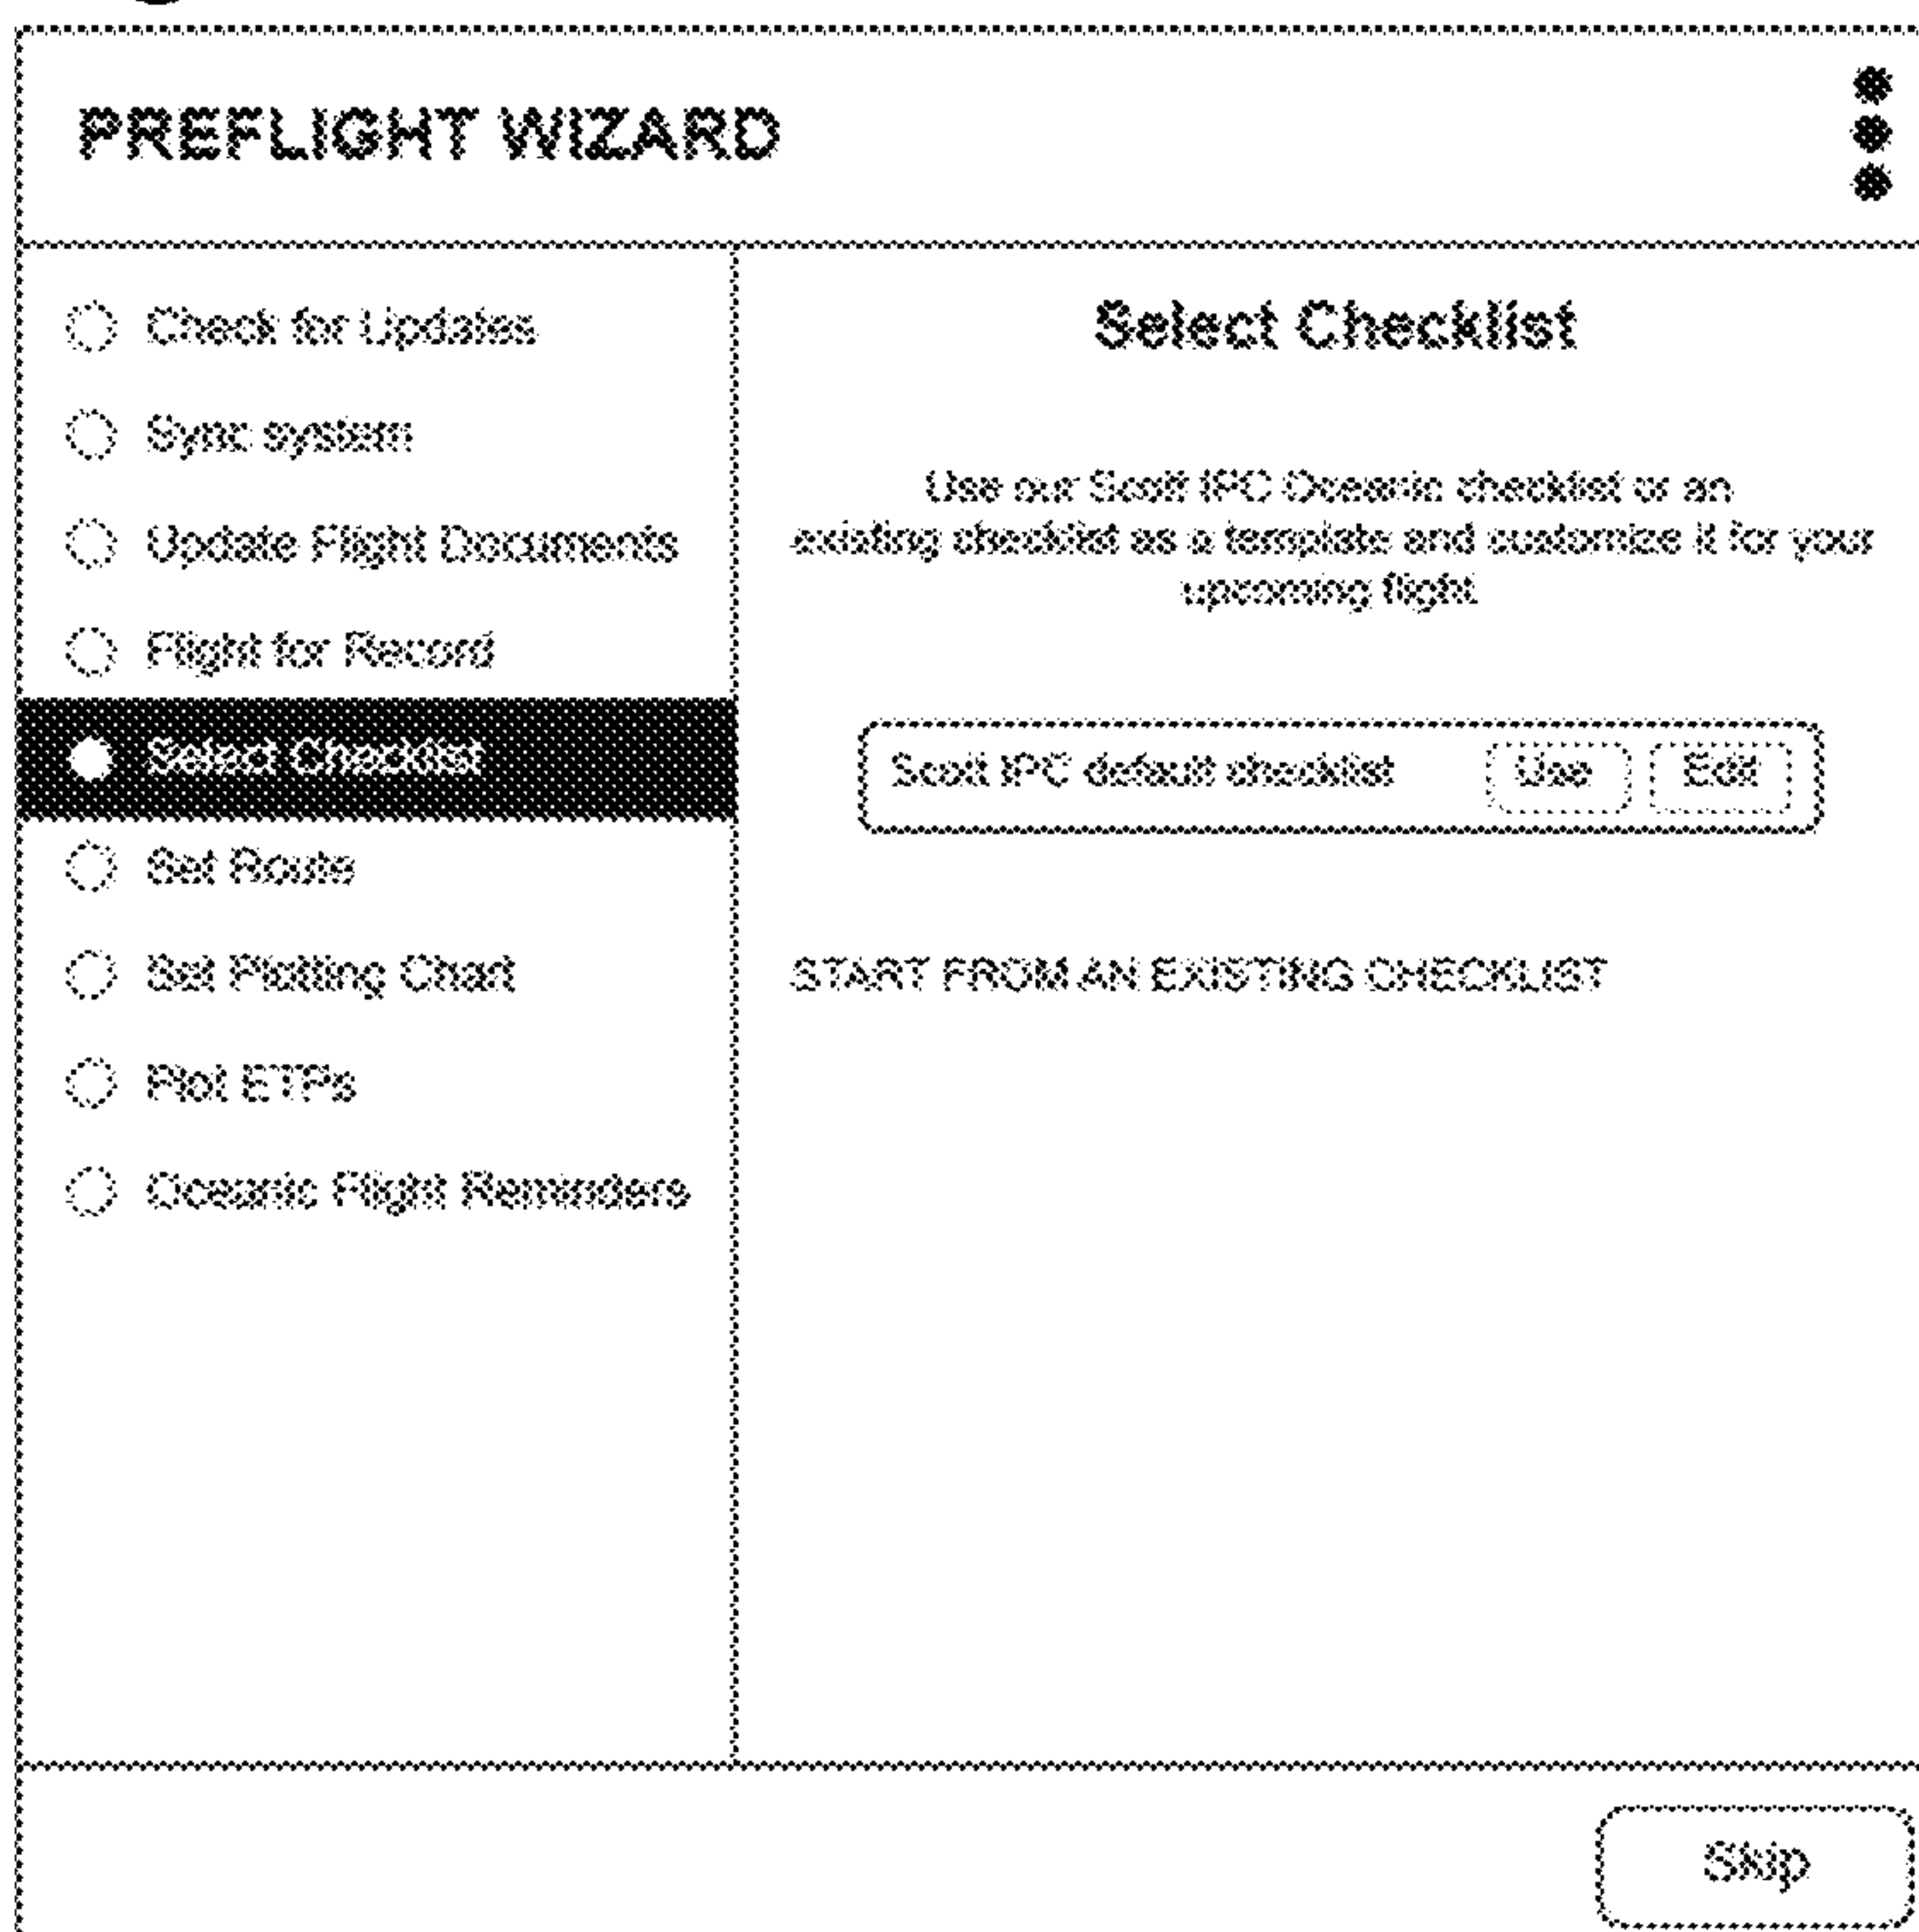 PREFLIGHT WIZARD
Check for Updates
Sync system
Update Flight Documents
Flight for Record
Select Checklist
Set Route
Set Plotting Chart
Plot ETPs
Oceanic Flight Reminders
Select Checklist
Use our Scott IPC Oceanic checklist or an
existing checklist as a template and customize it for your
upcoming flight
Scott IPC default checklist Use Edit
START FROM AN EXISTING CHECKLIST
Skip